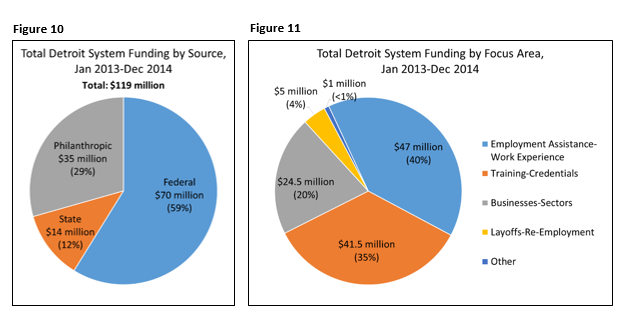 Figure 10
Total Detroit System Funding by Source,
Jan 2013-Dec 2014
Total: $119 million
Philanthropic
$35 million
(29%)
Federal
$70 million
(59%)
State
$14 million
(12%)
Figure 11
Total Detroit System Funding by Focus Area,
Jan 2013-Dec 2014
$5 million
(4%)
$1 million
(<1%)
$47 million
(40%)
$24.5 million
(20%)
$41.5 million
(35%)
Employment Assistance-
Work Experience
Training-Credentials
Businesses-Sectors
Layoffs-Re-Employment
Other